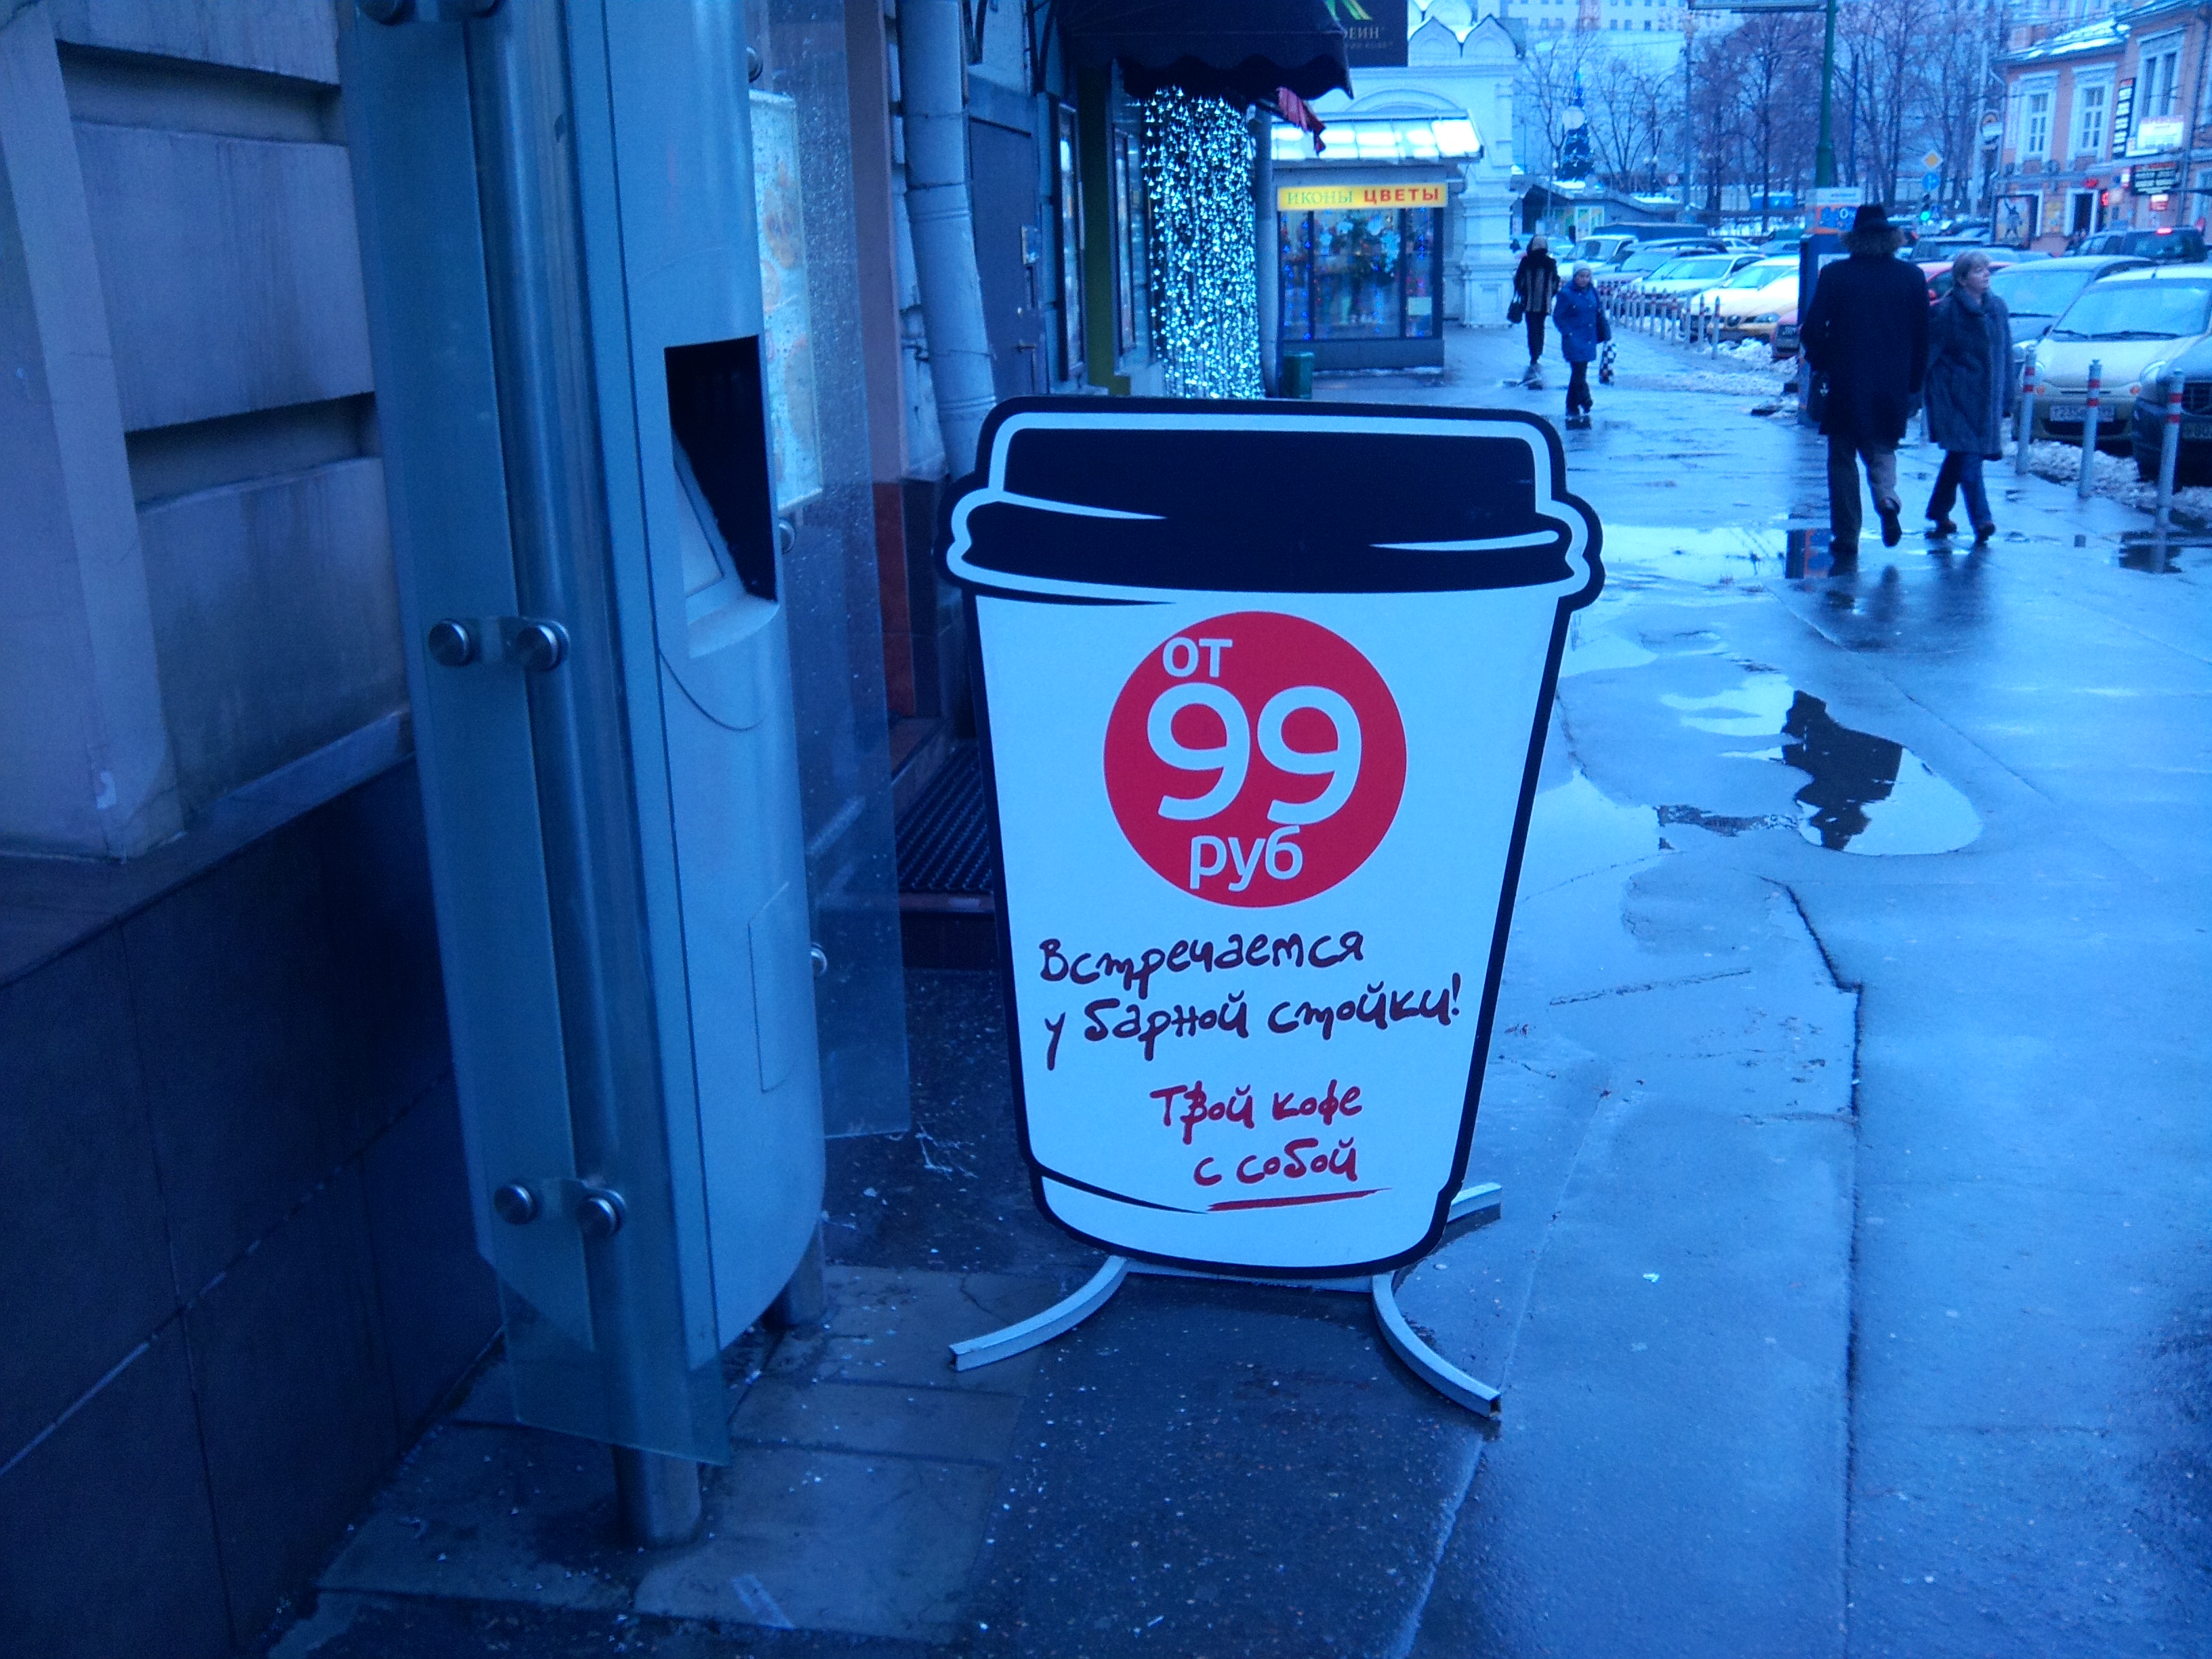 ИКОНЫ ЦВЕТЫ
от
99
руб
Встречаемся
у барной стойки!
Твой кофе
с собой